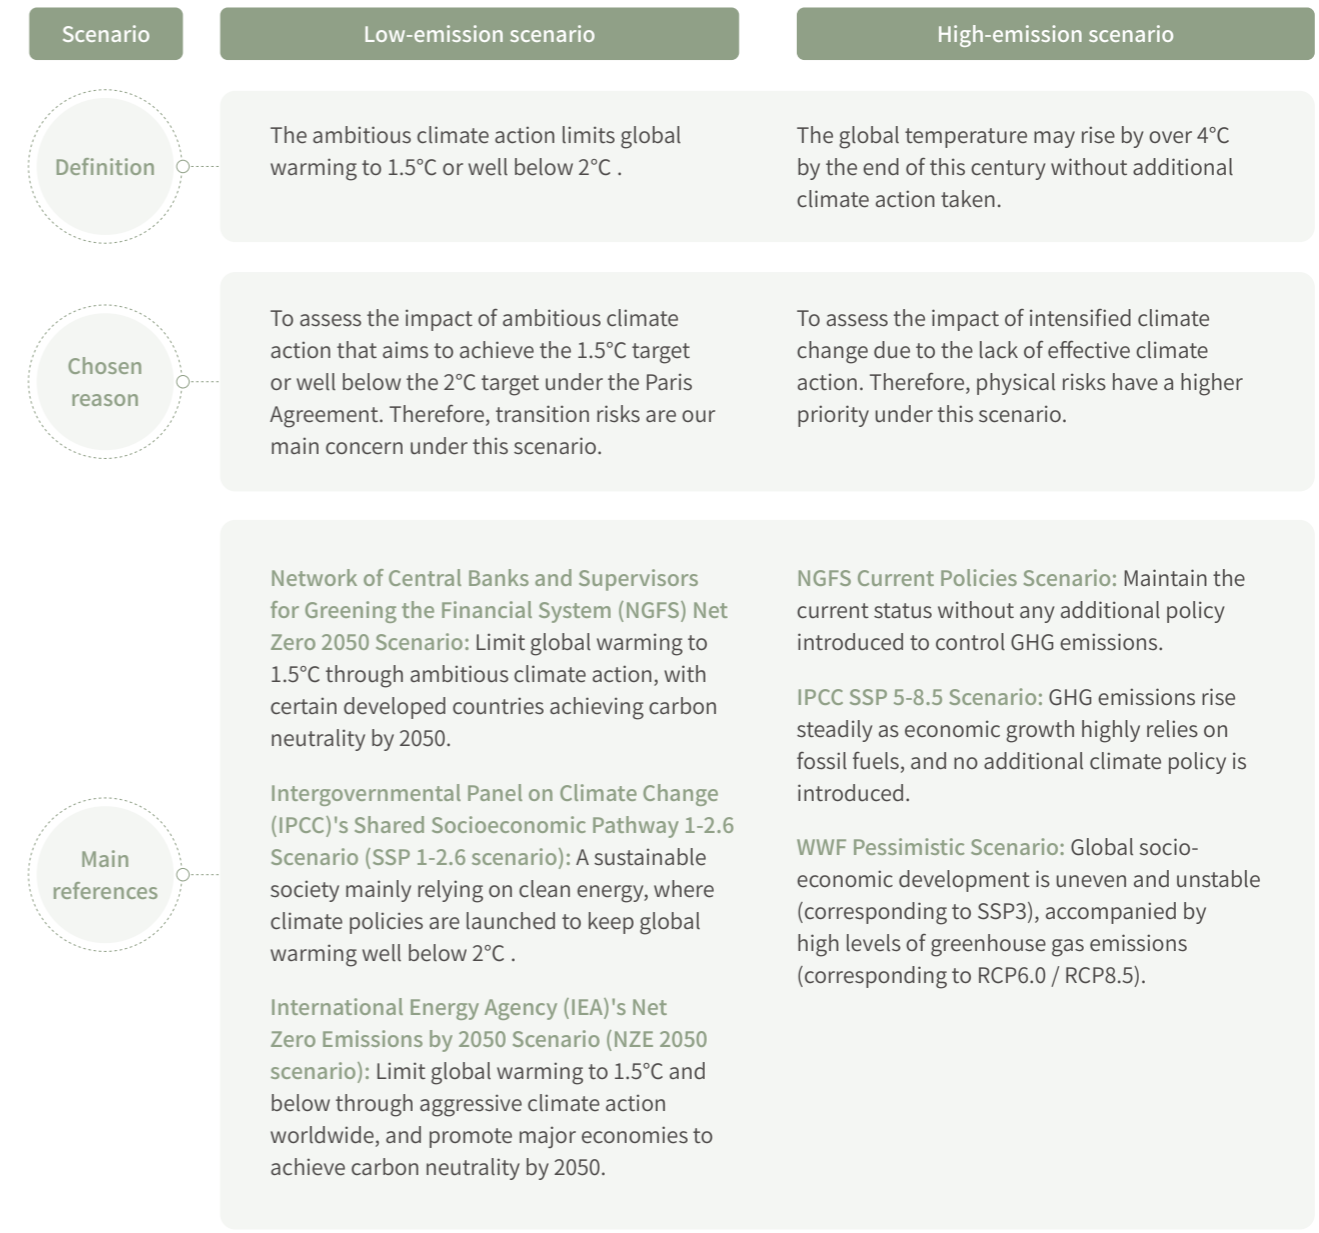 Scenario
Low-emission scenario
High-emission scenario
Definition
The ambitious climate action limits global
warming to 1.5°C or well below 2°C .
The global temperature may rise by over 4°C
by the end of this century without additional
climate action taken.
Chosen
reason
To assess the impact of ambitious climate
action that aims to achieve the 1.5°C target
or well below the 2°C target under the Paris
Agreement. Therefore, transition risks are our
main concern under this scenario.
To assess the impact of intensified climate
change due to the lack of effective climate
action. Therefore, physical risks have a higher
priority under this scenario.
Main
references
Network of Central Banks and Supervisors
for Greening the Financial System (NGFS) Net
Zero 2050 Scenario: Limit global warming to
1.5°C through ambitious climate action, with
certain developed countries achieving carbon
neutrality by 2050.
Intergovernmental Panel on Climate Change
(IPCC)'s Shared Socioeconomic Pathway 1-2.6
Scenario (SSP 1-2.6 scenario): A sustainable
society mainly relying on clean energy, where
climate policies are launched to keep global
warming well below 2°C .
International Energy Agency (IEA)'s Net
Zero Emissions by 2050 Scenario (NZE 2050
scenario): Limit global warming to 1.5°C and
below through aggressive climate action
worldwide, and promote major economies to
achieve carbon neutrality by 2050.
NGFS Current Policies Scenario: Maintain the
current status without any additional policy
introduced to control GHG emissions.
IPCC SSP 5-8.5 Scenario: GHG emissions rise
steadily as economic growth highly relies on
fossil fuels, and no additional climate policy is
introduced.
WWF Pessimistic Scenario: Global socio-
economic development is uneven and unstable
(corresponding to SSP3), accompanied by
high levels of greenhouse gas emissions
(corresponding to RCP6.0 / RCP8.5).